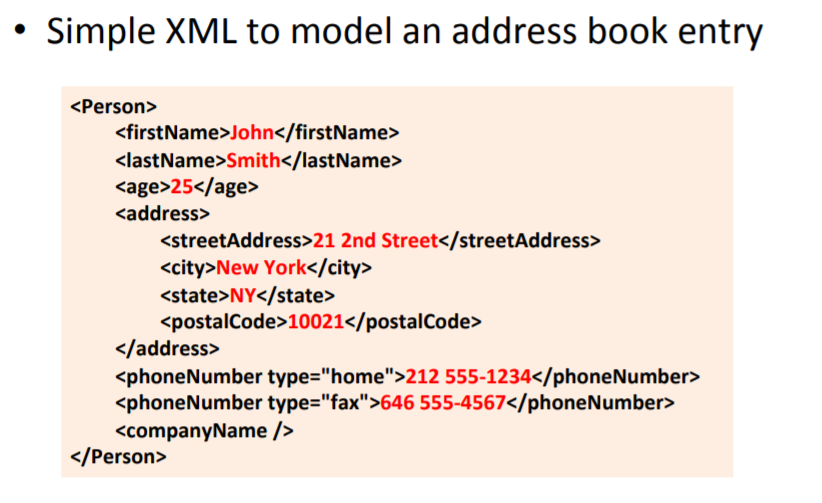 • Simple XML to model an address book entry
<Person>
<firstName>John</firstName>
<lastName>Smith</lastName>
<age>25</age>
<address>
<streetAddress>21 2nd Street</streetAddress>
<city>New York</city>
<state>NY</state>
<postalCode>10021</postalCode>
</address>
<phoneNumber type="home">212 555-1234</phoneNumber>
<phoneNumber type="fax">646 555-4567</phoneNumber>
<companyName />
</Person>